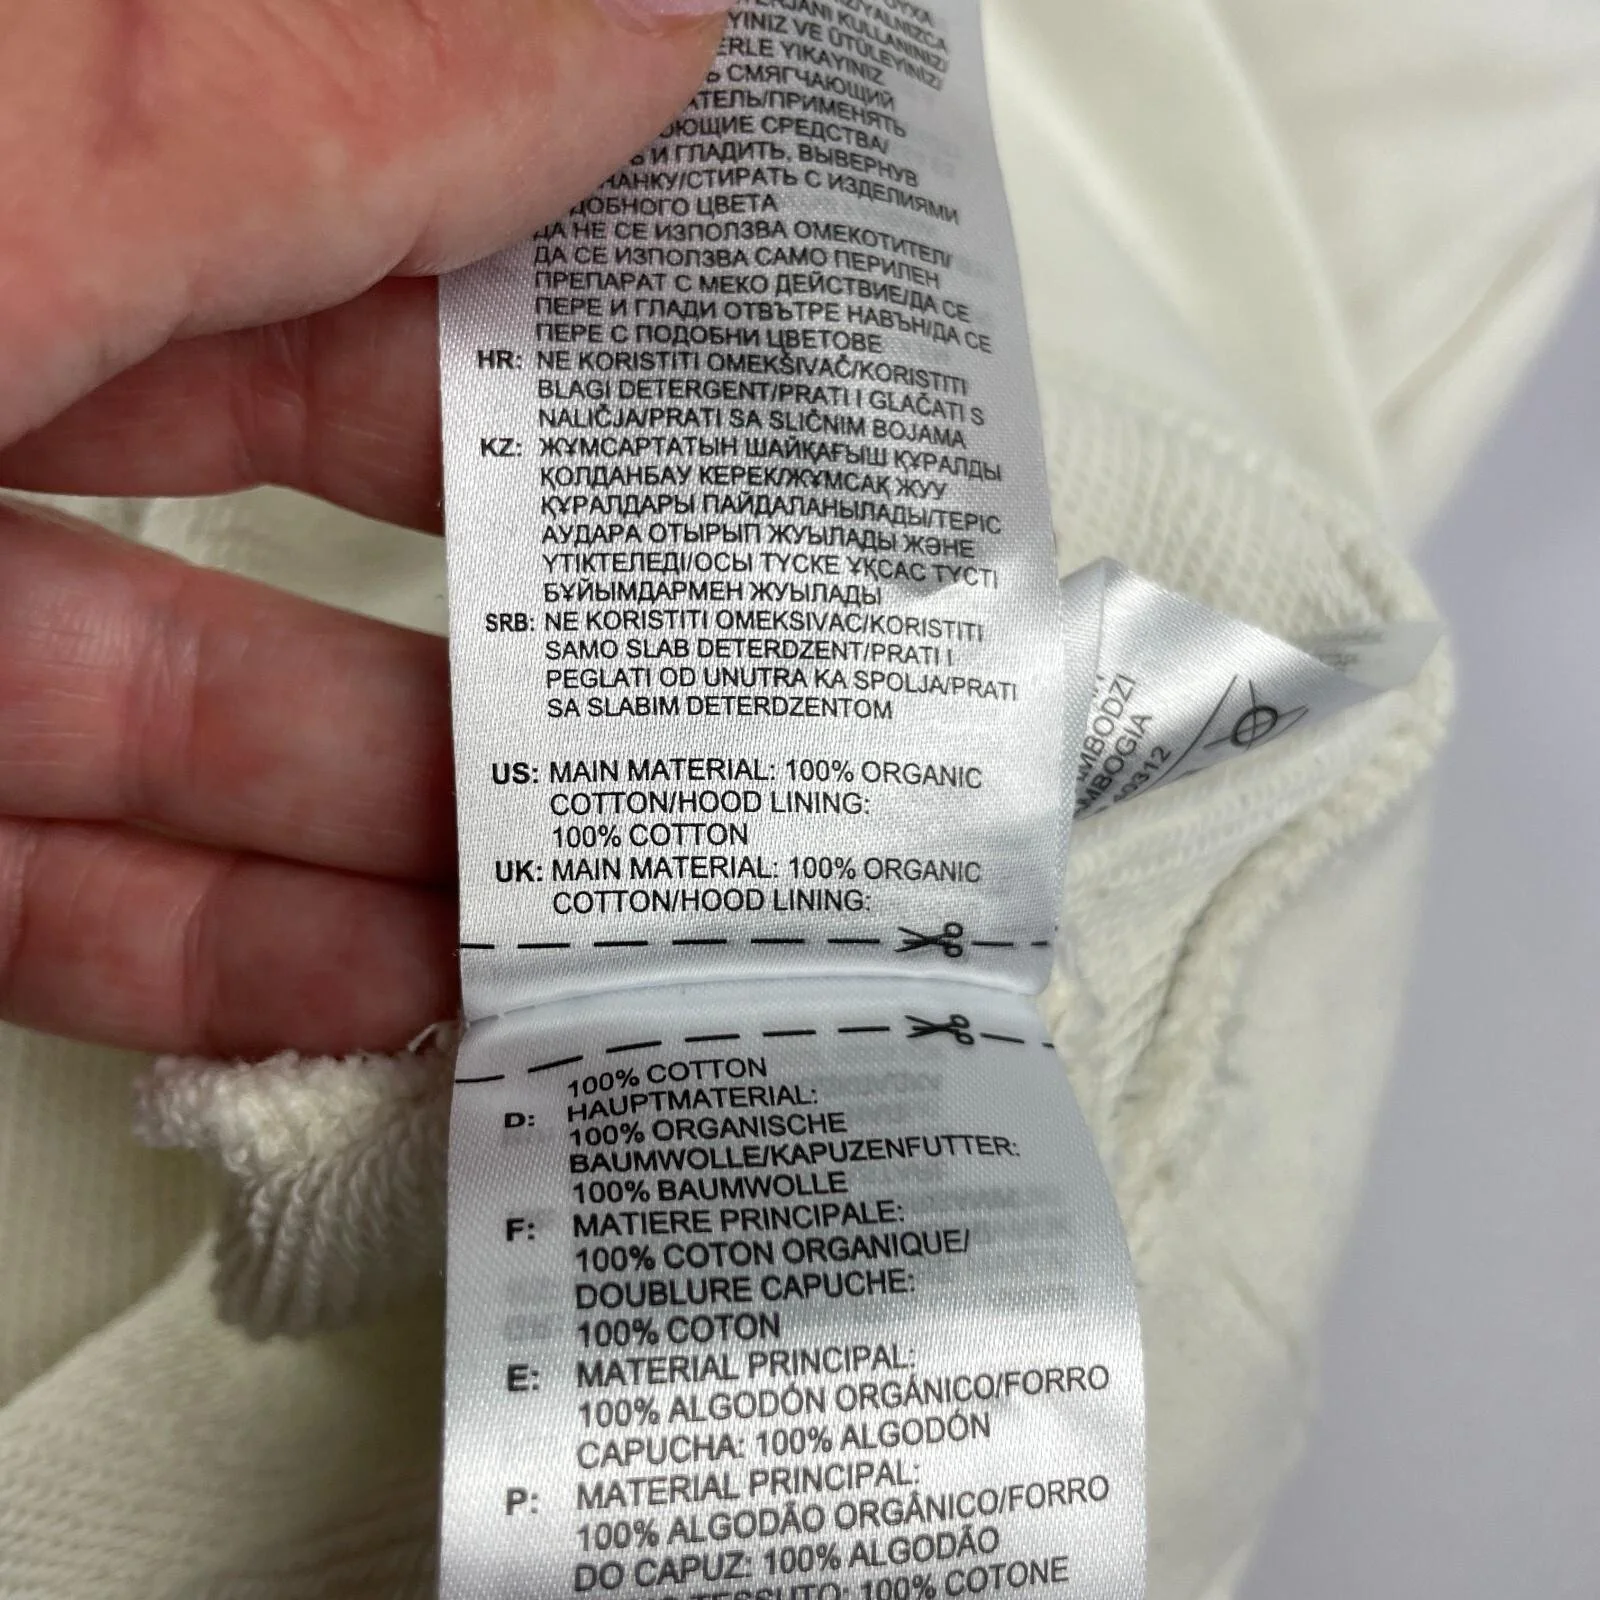 KULLANINIZ/
YINIZ VE ÜTÜLEYINIZ/
YIKAYINIZ
СМЯГЧАЮЩИЙ
СРЕДСТВА/
И ГЛАДИТЬ, ВЫВЕРНУВ
С ИЗДЕЛИЯМИ
ЦВЕТА
ДА НЕ СЕ ИЗПОЛЗВА ОМЕКОТИТЕЛ/
ДА СЕ ИЗПОЛЗВА САМО ПЕРИЛЕН
ПРЕПАРАТ С МЕКО ДЕЙСТВИЕ/ДА СЕ
ПЕРЕ И ГЛАДИ ОТВЪТРЕ НАВЪН/ДА СЕ
ПЕРЕ С ПОДОБНИ ЦВЕТОВЕ
HR: NE KORISTITI OMEKŠIVAČ/KORISTITI
BLAGI DETERGENT/PRATI I GLAČATI S
NALIČJA/PRATI SA SLIČNIM BOJAMA
KZ: ЖҰМСАРТАТЫН ШАЙҚАҒЫШ ҚҰРАЛДЫ
ҚОЛДАНБАУ КЕРЕК/ЖҰМСАҚ ЖУУ
ҚҰРАЛДАРЫ ПАЙДАЛАНЫЛАДЫ/ТЕРІС
АУДАРА ОТЫРЫП ЖУЫЛАДЫ ЖӘНЕ
ҮТІКТЕЛЕДІ/ОСЫ ТҮСКЕ ҰҚСАС ТҮСТІ
БҰЙЫМДАРМЕН ЖУЫЛАДЫ
SRB: NE KORISTITI OMEKSIVAC/KORISTITI
SAMO SLAB DETERDZENT/PRATI I
PEGLATI OD UNUTRA KA SPOLJA/PRATI
SA SLABIM DETERDZENTOM
US: MAIN MATERIAL: 100% ORGANIC
COTTON/HOOD LINING:
100% COTTON
UK: MAIN MATERIAL: 100% ORGANIC
COTTON/HOOD LINING:
100% COTTON
D: HAUPTMATERIAL:
100% ORGANISCHE
BAUMWOLLE/KAPUZENFUTTER:
100% BAUMWOLLE
F: MATIERE PRINCIPALE:
100% COTON ORGANIQUE/
DOUBLURE CAPUCHE:
100% COTON
E: MATERIAL PRINCIPAL:
100% ALGODÓN ORGÁNICO/FORRO
CAPUCHA: 100% ALGODÓN
P: MATERIAL PRINCIPAL:
100% ALGODÃO ORGÂNICO/FORRO
DO CAPUZ: 100% ALGODÃO
TESSUTO: 100% COTONE